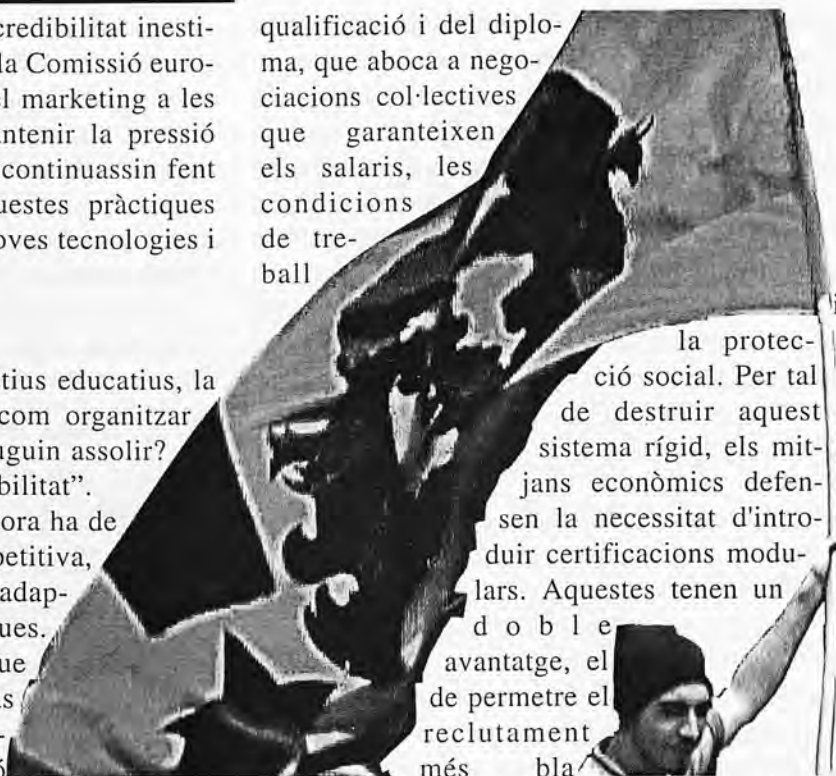 credibilitat inesti-
la Comissió euro-
el marketing a les
antenir la pressió
continuassin fent
uestes pràctiques
oves tecnologies i
tius educatius, la
com organitzar
uguin assolir?
bilitat”.
ora ha de
petitiva,
adap-
ues.
ue
as
-
ó
qualificació i del diplo-
ma, que aboca a nego-
ciacions col·lectives
que garanteixen
els salaris, les
condicions
de tre-
ball
i
la protec-
ció social. Per tal
de destruir aquest
sistema rígid, els mit-
jans econòmics defen-
sen la necessitat d'intro-
duir certificacions modu-
lars. Aquestes tenen un
doble
avantatge, el
de permetre el
reclutament
més bla